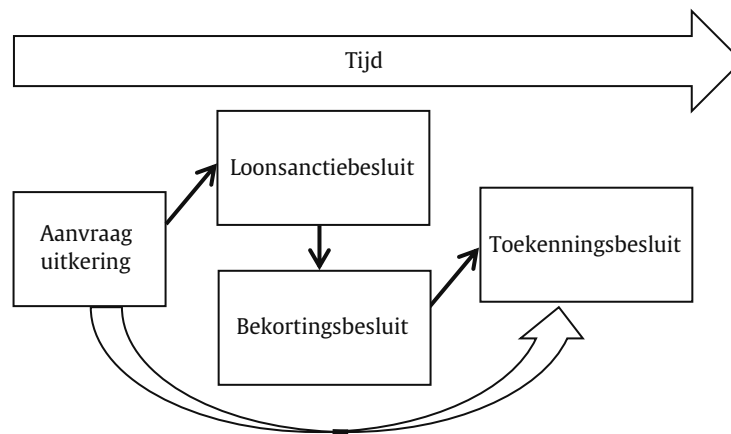 Tijd
Loonsanctiebesluit
Aanvraag
uitkering
Toekenningsbesluit
Bekortingsbesluit